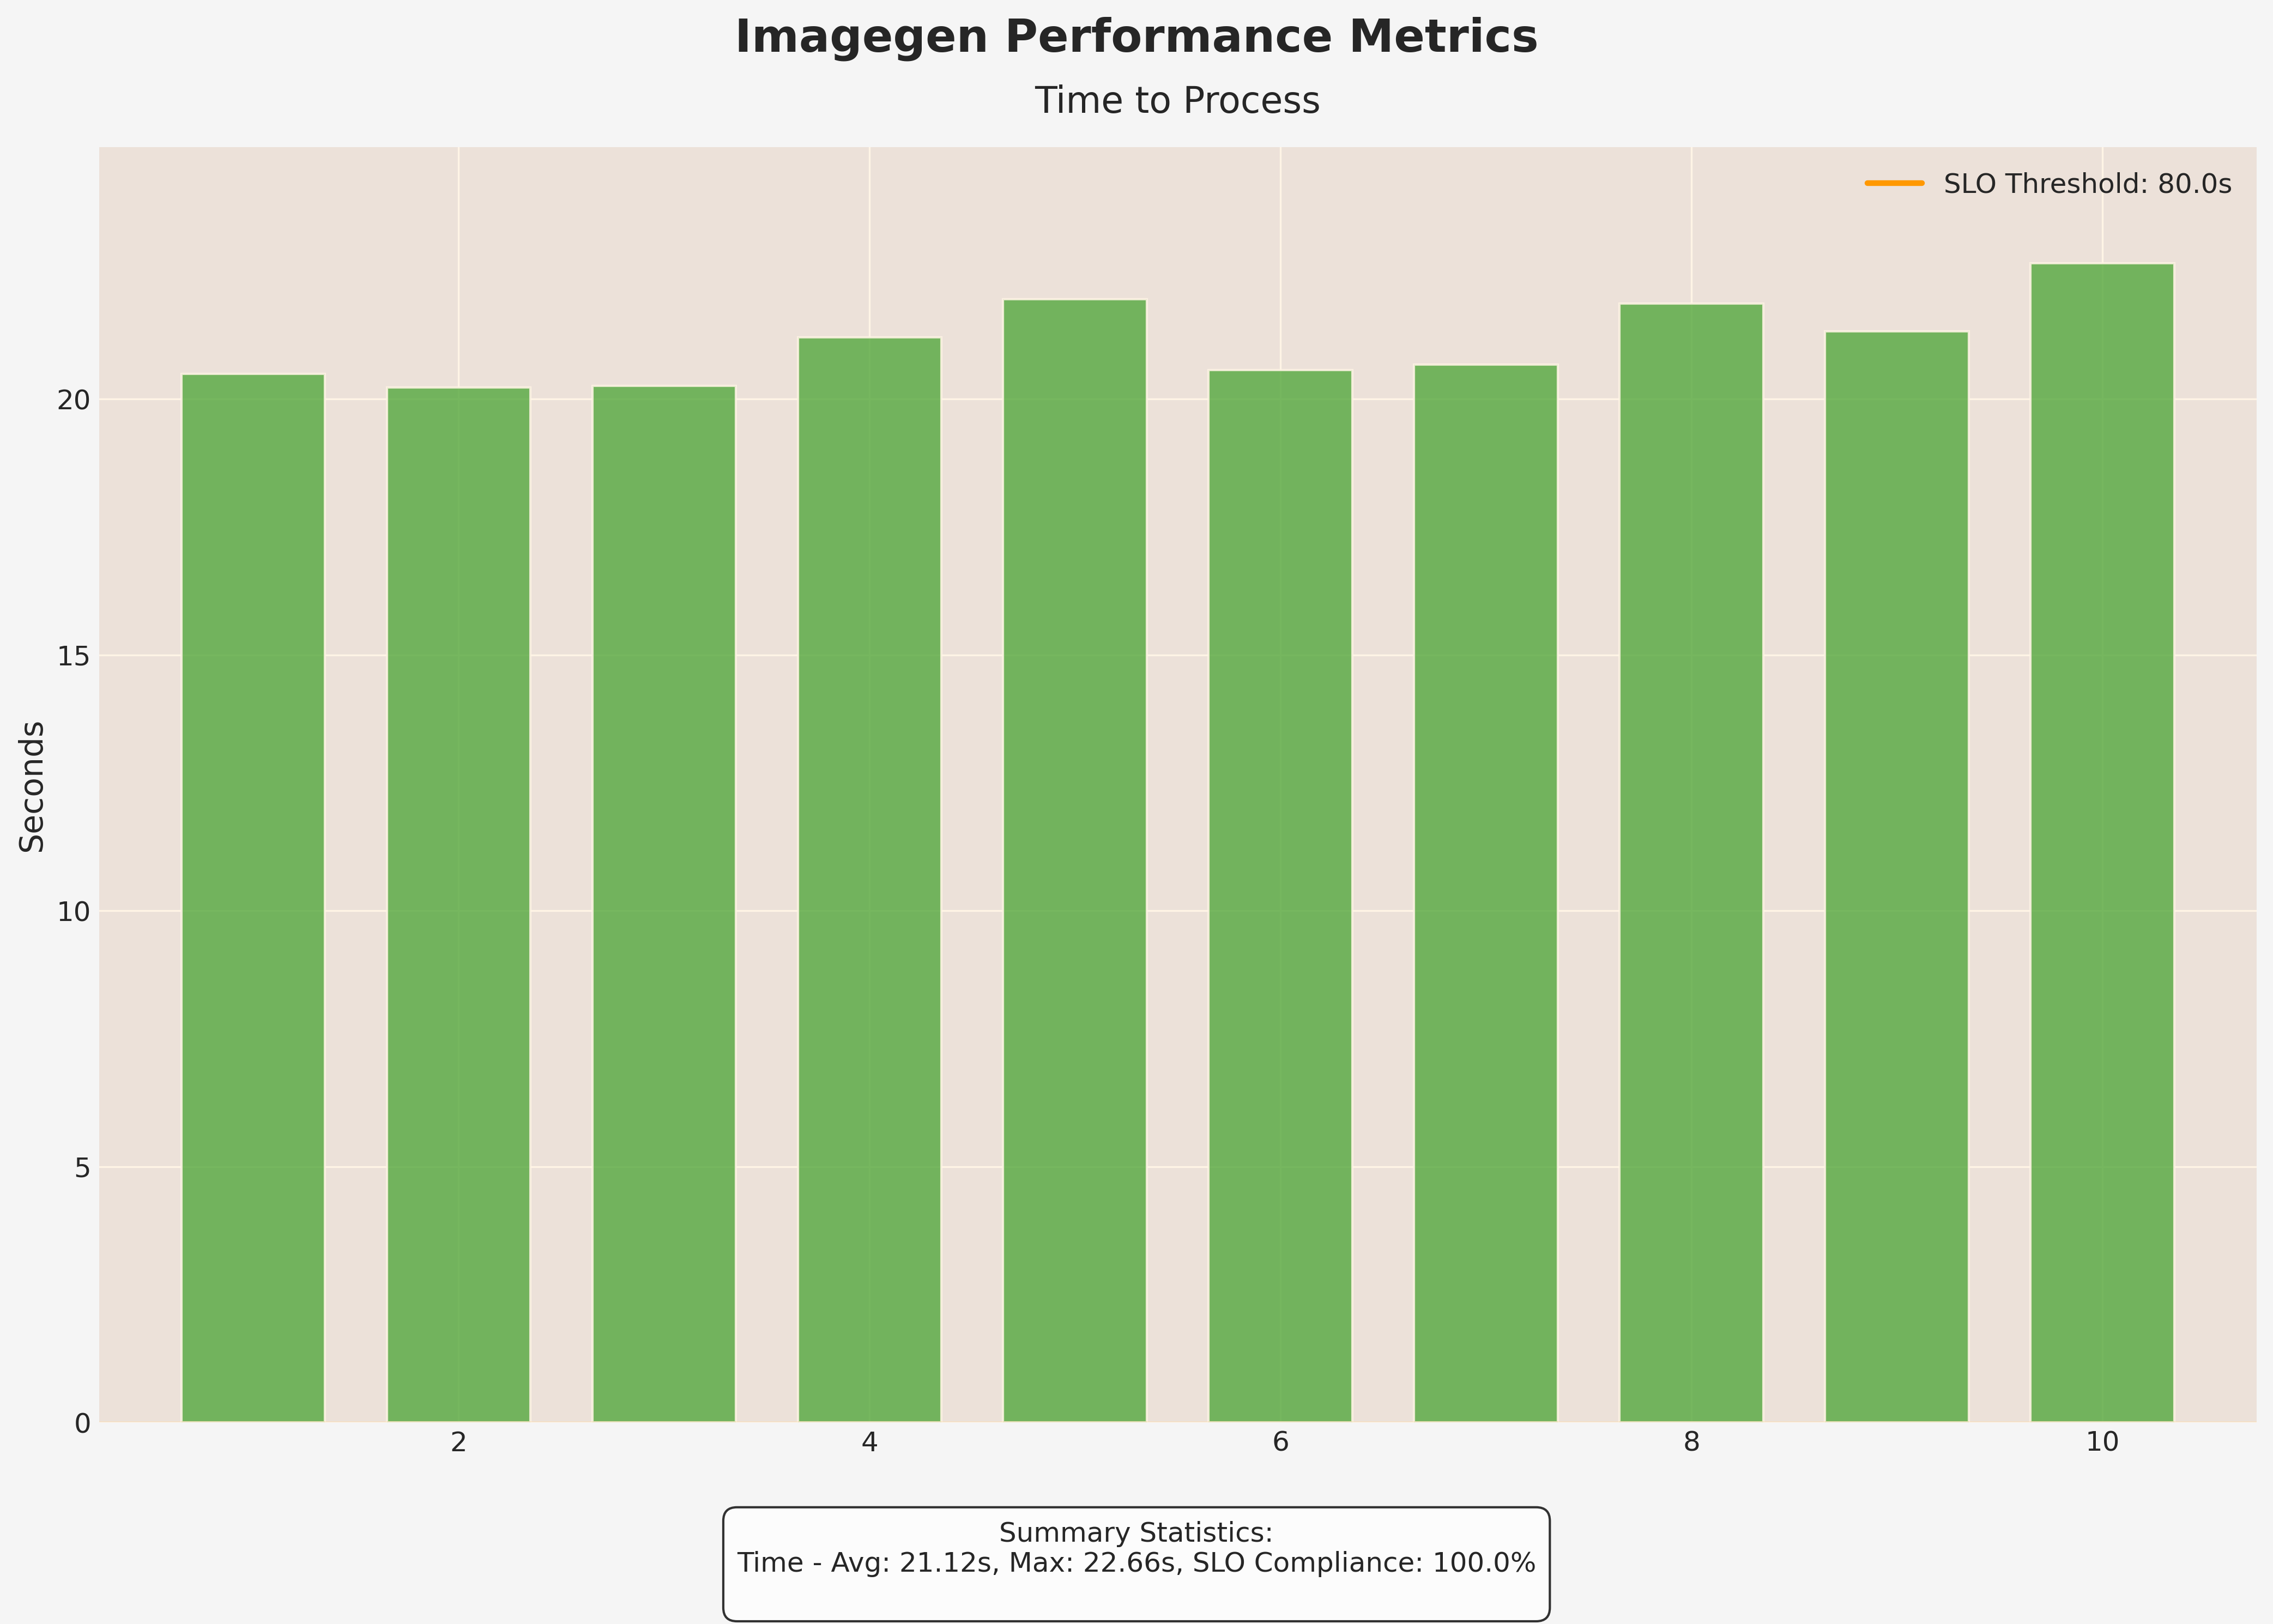 Imagegen Performance Metrics
Time to Process
SLO Threshold: 80.0s
20
15
10
5
0
Seconds
2 4 6 8 10
Summary Statistics:
Time - Avg: 21.12s, Max: 22.66s, SLO Compliance: 100.0%